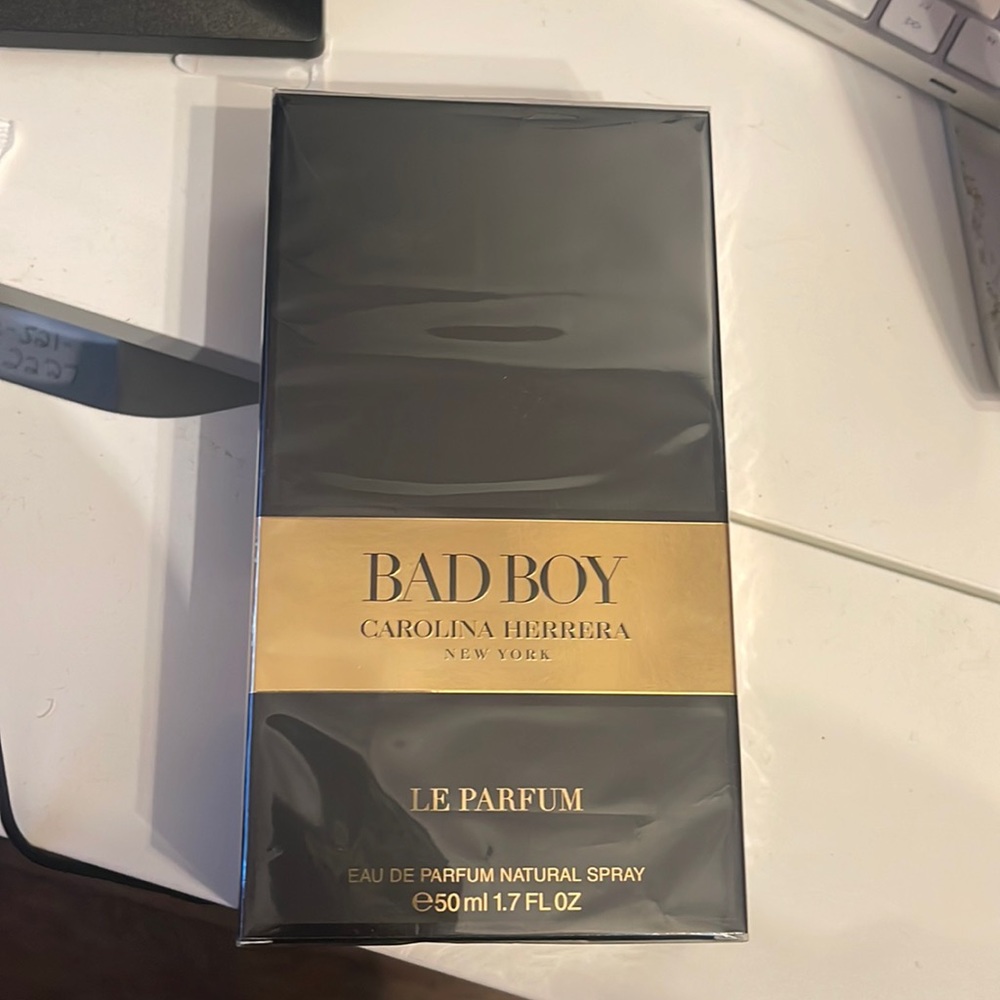 BAD BOY
CAROLINA HERRERA
NEW YORK
LE PARFUM
EAU DE PARFUM NATURAL SPRAY
℮50 ml 1.7 FL OZ